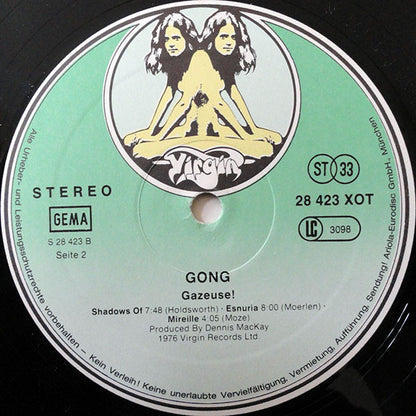 Virgin
STEREO
GEMA
S 28 423 B
Seite 2
ST 33
28 423 XOT
LC 3098
GONG
Gazeuse!
Shadows Of 7:48 (Holdsworth) · Esnuria 8:00 (Moerlen) ·
Mireille 4:05 (Moze)
Produced By Dennis MacKay
1976 Virgin Records Ltd.
Alle Urheber- und Leistungsschutzrechte vorbehalten – Kein Verleih! Keine unerlaubte Vervielfältigung, Vermietung, Aufführung, Sendung! Ariola-Eurodisc GmbH., München